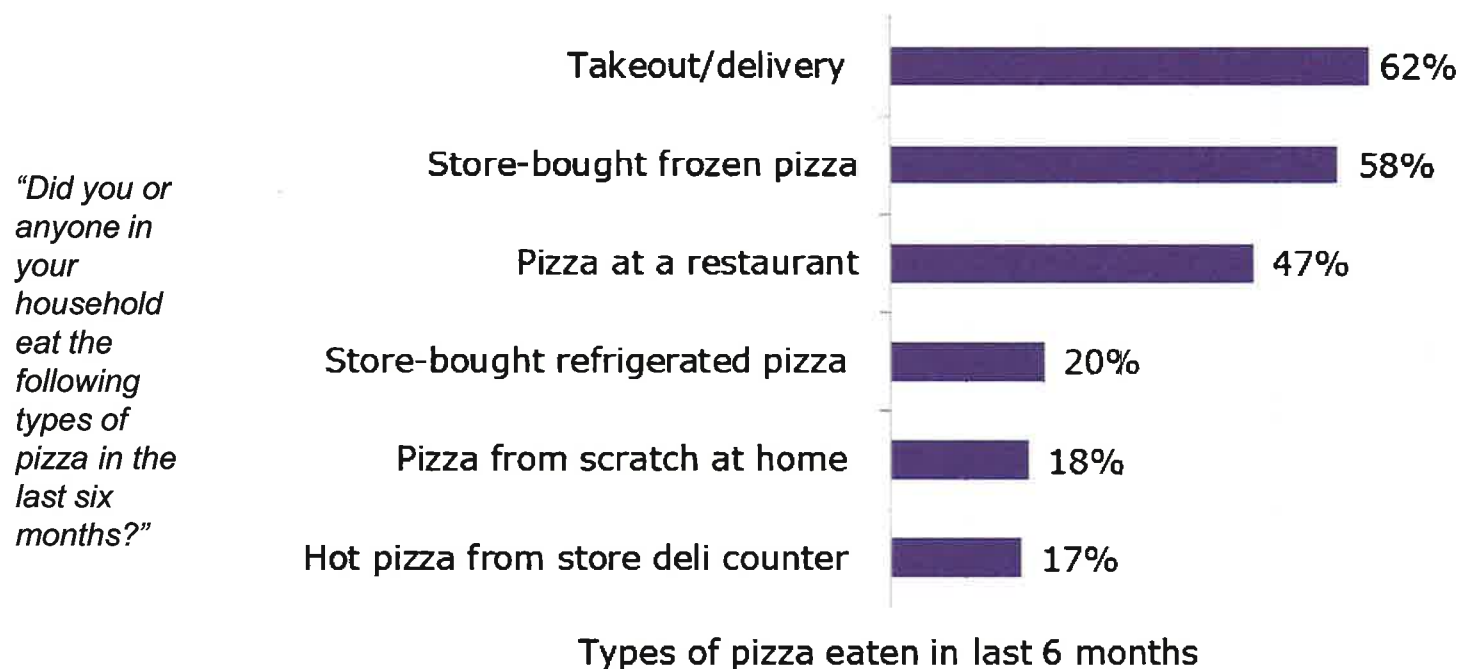 "Did you or
anyone in
your
household
eat the
following
types of
pizza in the
last six
months?"
Takeout/delivery 62%
Store-bought frozen pizza 58%
Pizza at a restaurant 47%
Store-bought refrigerated pizza 20%
Pizza from scratch at home 18%
Hot pizza from store deli counter 17%
Types of pizza eaten in last 6 months